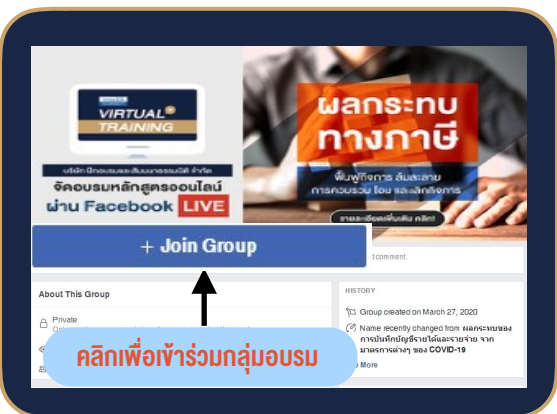 VIRTUAL
TRAINING
บริษัท ฝึกอบรมและสัมมนาธรรมนิติ จำกัด
จัดอบรมหลักสูตรออนไลน์
ผ่าน Facebook LIVE
ผลกระทบ
ทางภาษี
ฟื้นฟูกิจการ ล้มละลาย
การควบรวม โอน และเลิกกิจการ
รายละเอียดเพิ่มเติม คลิก!
+ Join Group
comment.
About This Group
Private
HISTORY
Group created on March 27, 2020
Name recently changed from ผลกระทบของ
การบันทึกบัญชีรายได้และรายจ่าย จาก
มาตรการต่างๆ ของ COVID-19
More
คลิกเพื่อเข้าร่วมกลุ่มอบรม